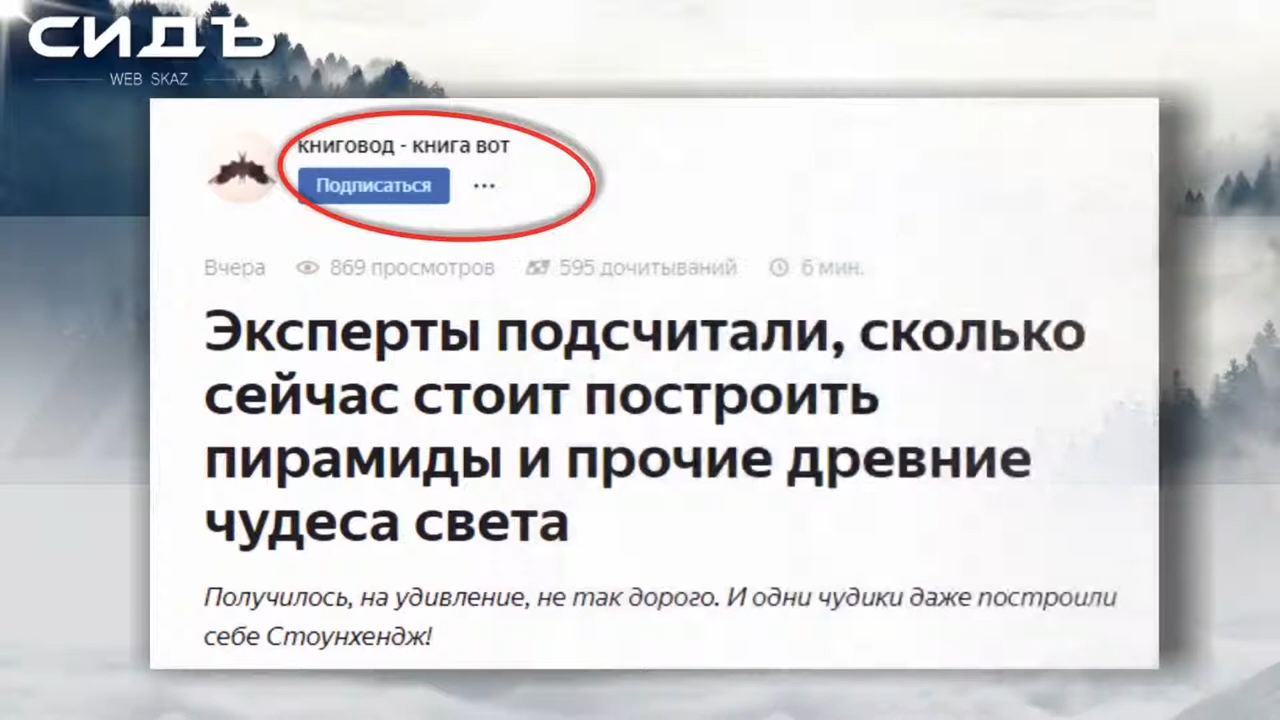 СИДЪ
WEB SKAZ
книговод - книга вот
Подписаться
Вчера 869 просмотров 595 дочитываний 6 мин.
Эксперты подсчитали, сколько
сейчас стоит построить
пирамиды и прочие древние
чудеса света
Получилось, на удивление, не так дорого. И одни чудики даже построили
себе Стоунхендж!